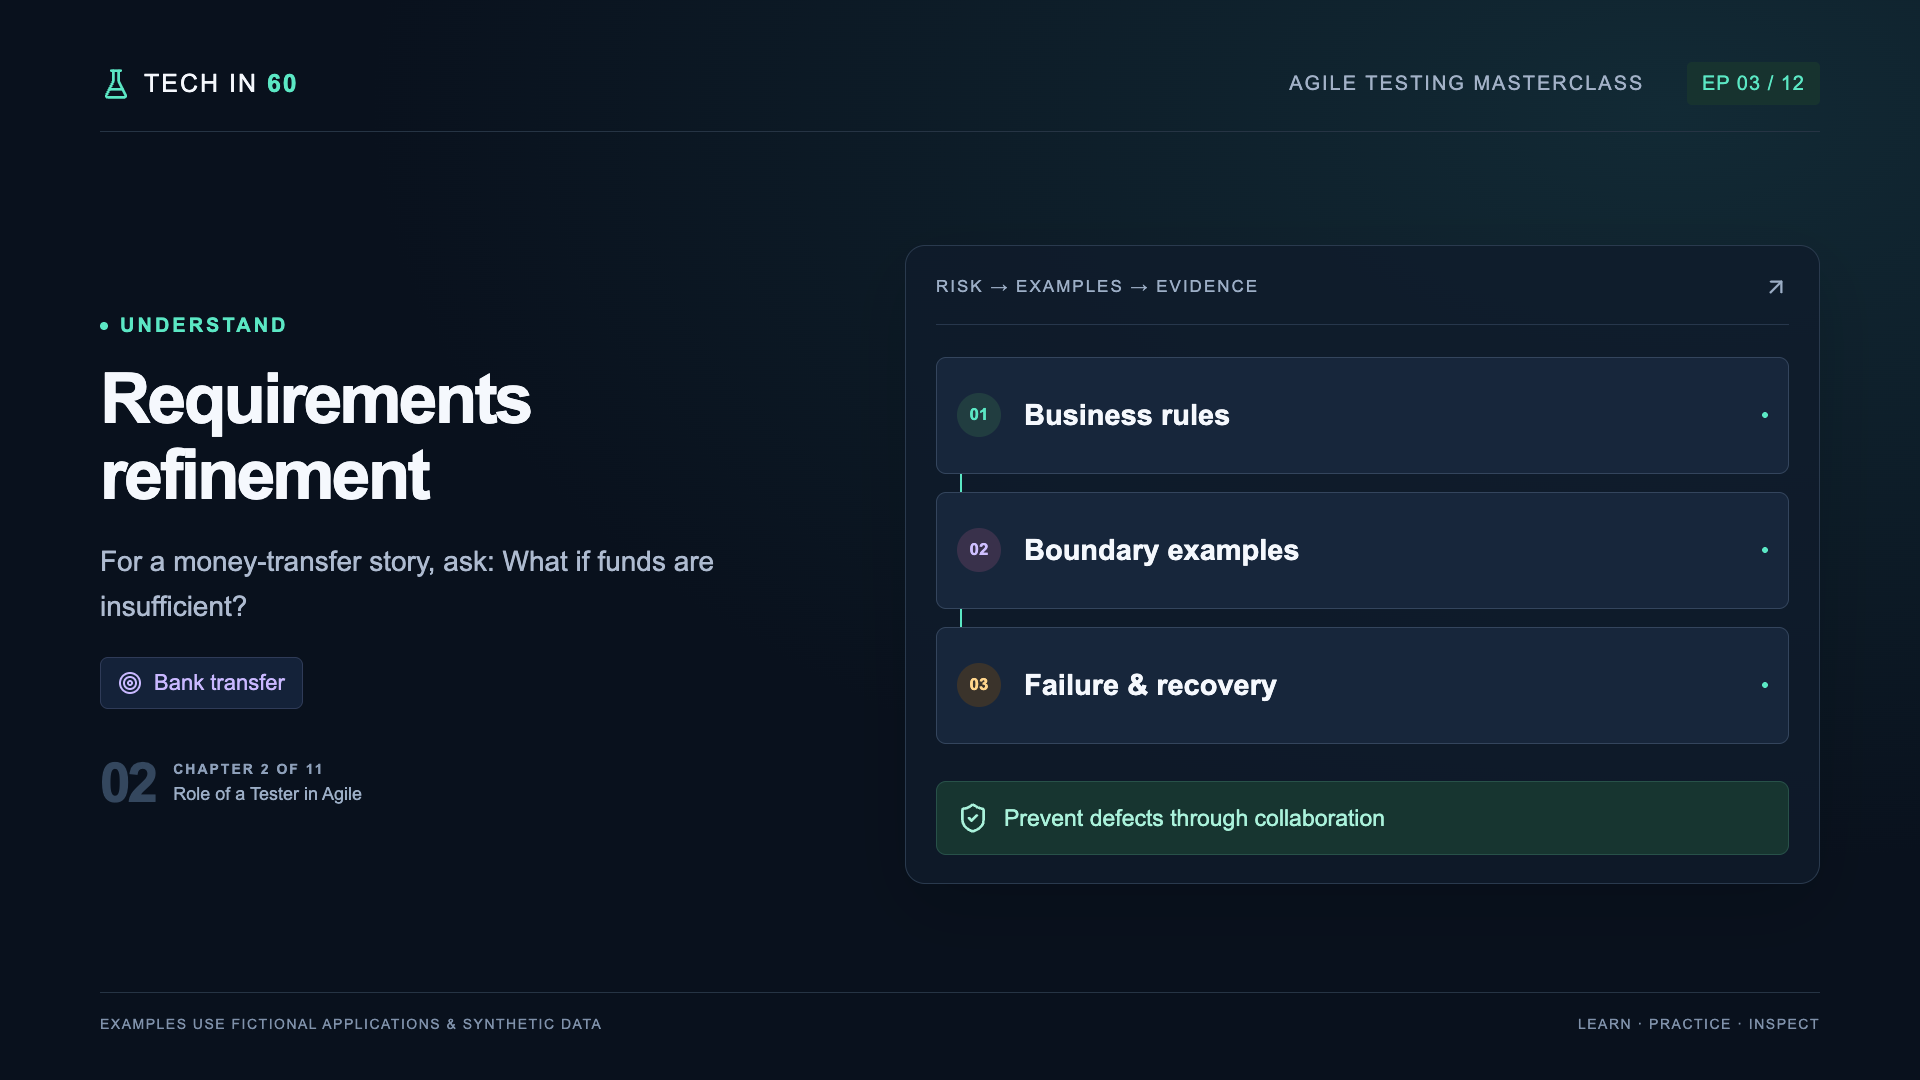 TECH IN 60
AGILE TESTING MASTERCLASS
EP 03 / 12
UNDERSTAND
Requirements
refinement
For a money-transfer story, ask: What if funds are
insufficient?
Bank transfer
02
CHAPTER 2 OF 11
Role of a Tester in Agile
RISK → EXAMPLES → EVIDENCE
01
Business rules
02
Boundary examples
03
Failure & recovery
Prevent defects through collaboration
EXAMPLES USE FICTIONAL APPLICATIONS & SYNTHETIC DATA
LEARN · PRACTICE · INSPECT